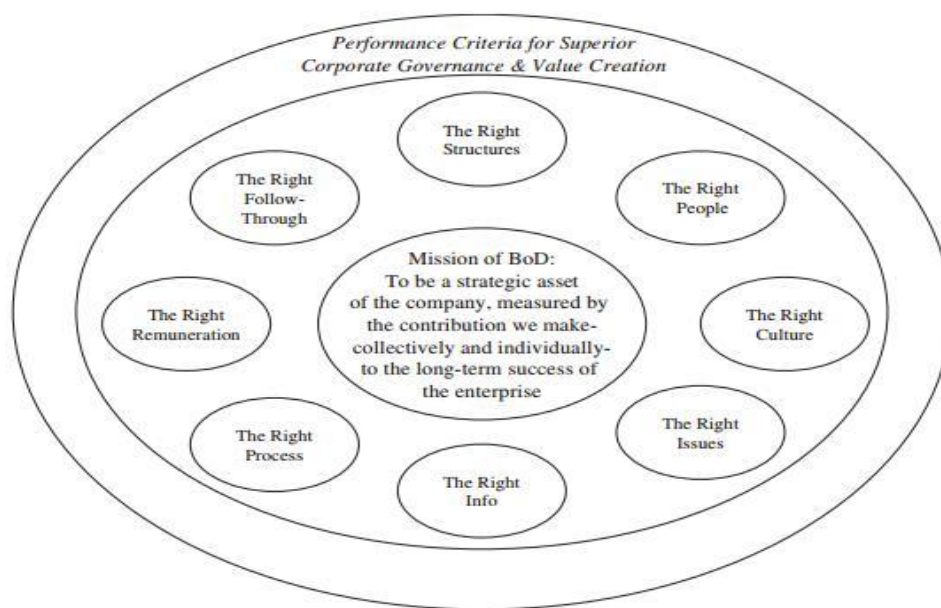 Performance Criteria for Superior
Corporate Governance & Value Creation
The Right
Structures
The Right
Follow-
Through
The Right
People
Mission of BoD:
To be a strategic asset
of the company, measured by
the contribution we make-
collectively and individually-
to the long-term success of
the enterprise
The Right
Remuneration
The Right
Culture
The Right
Process
The Right
Issues
The Right
Info